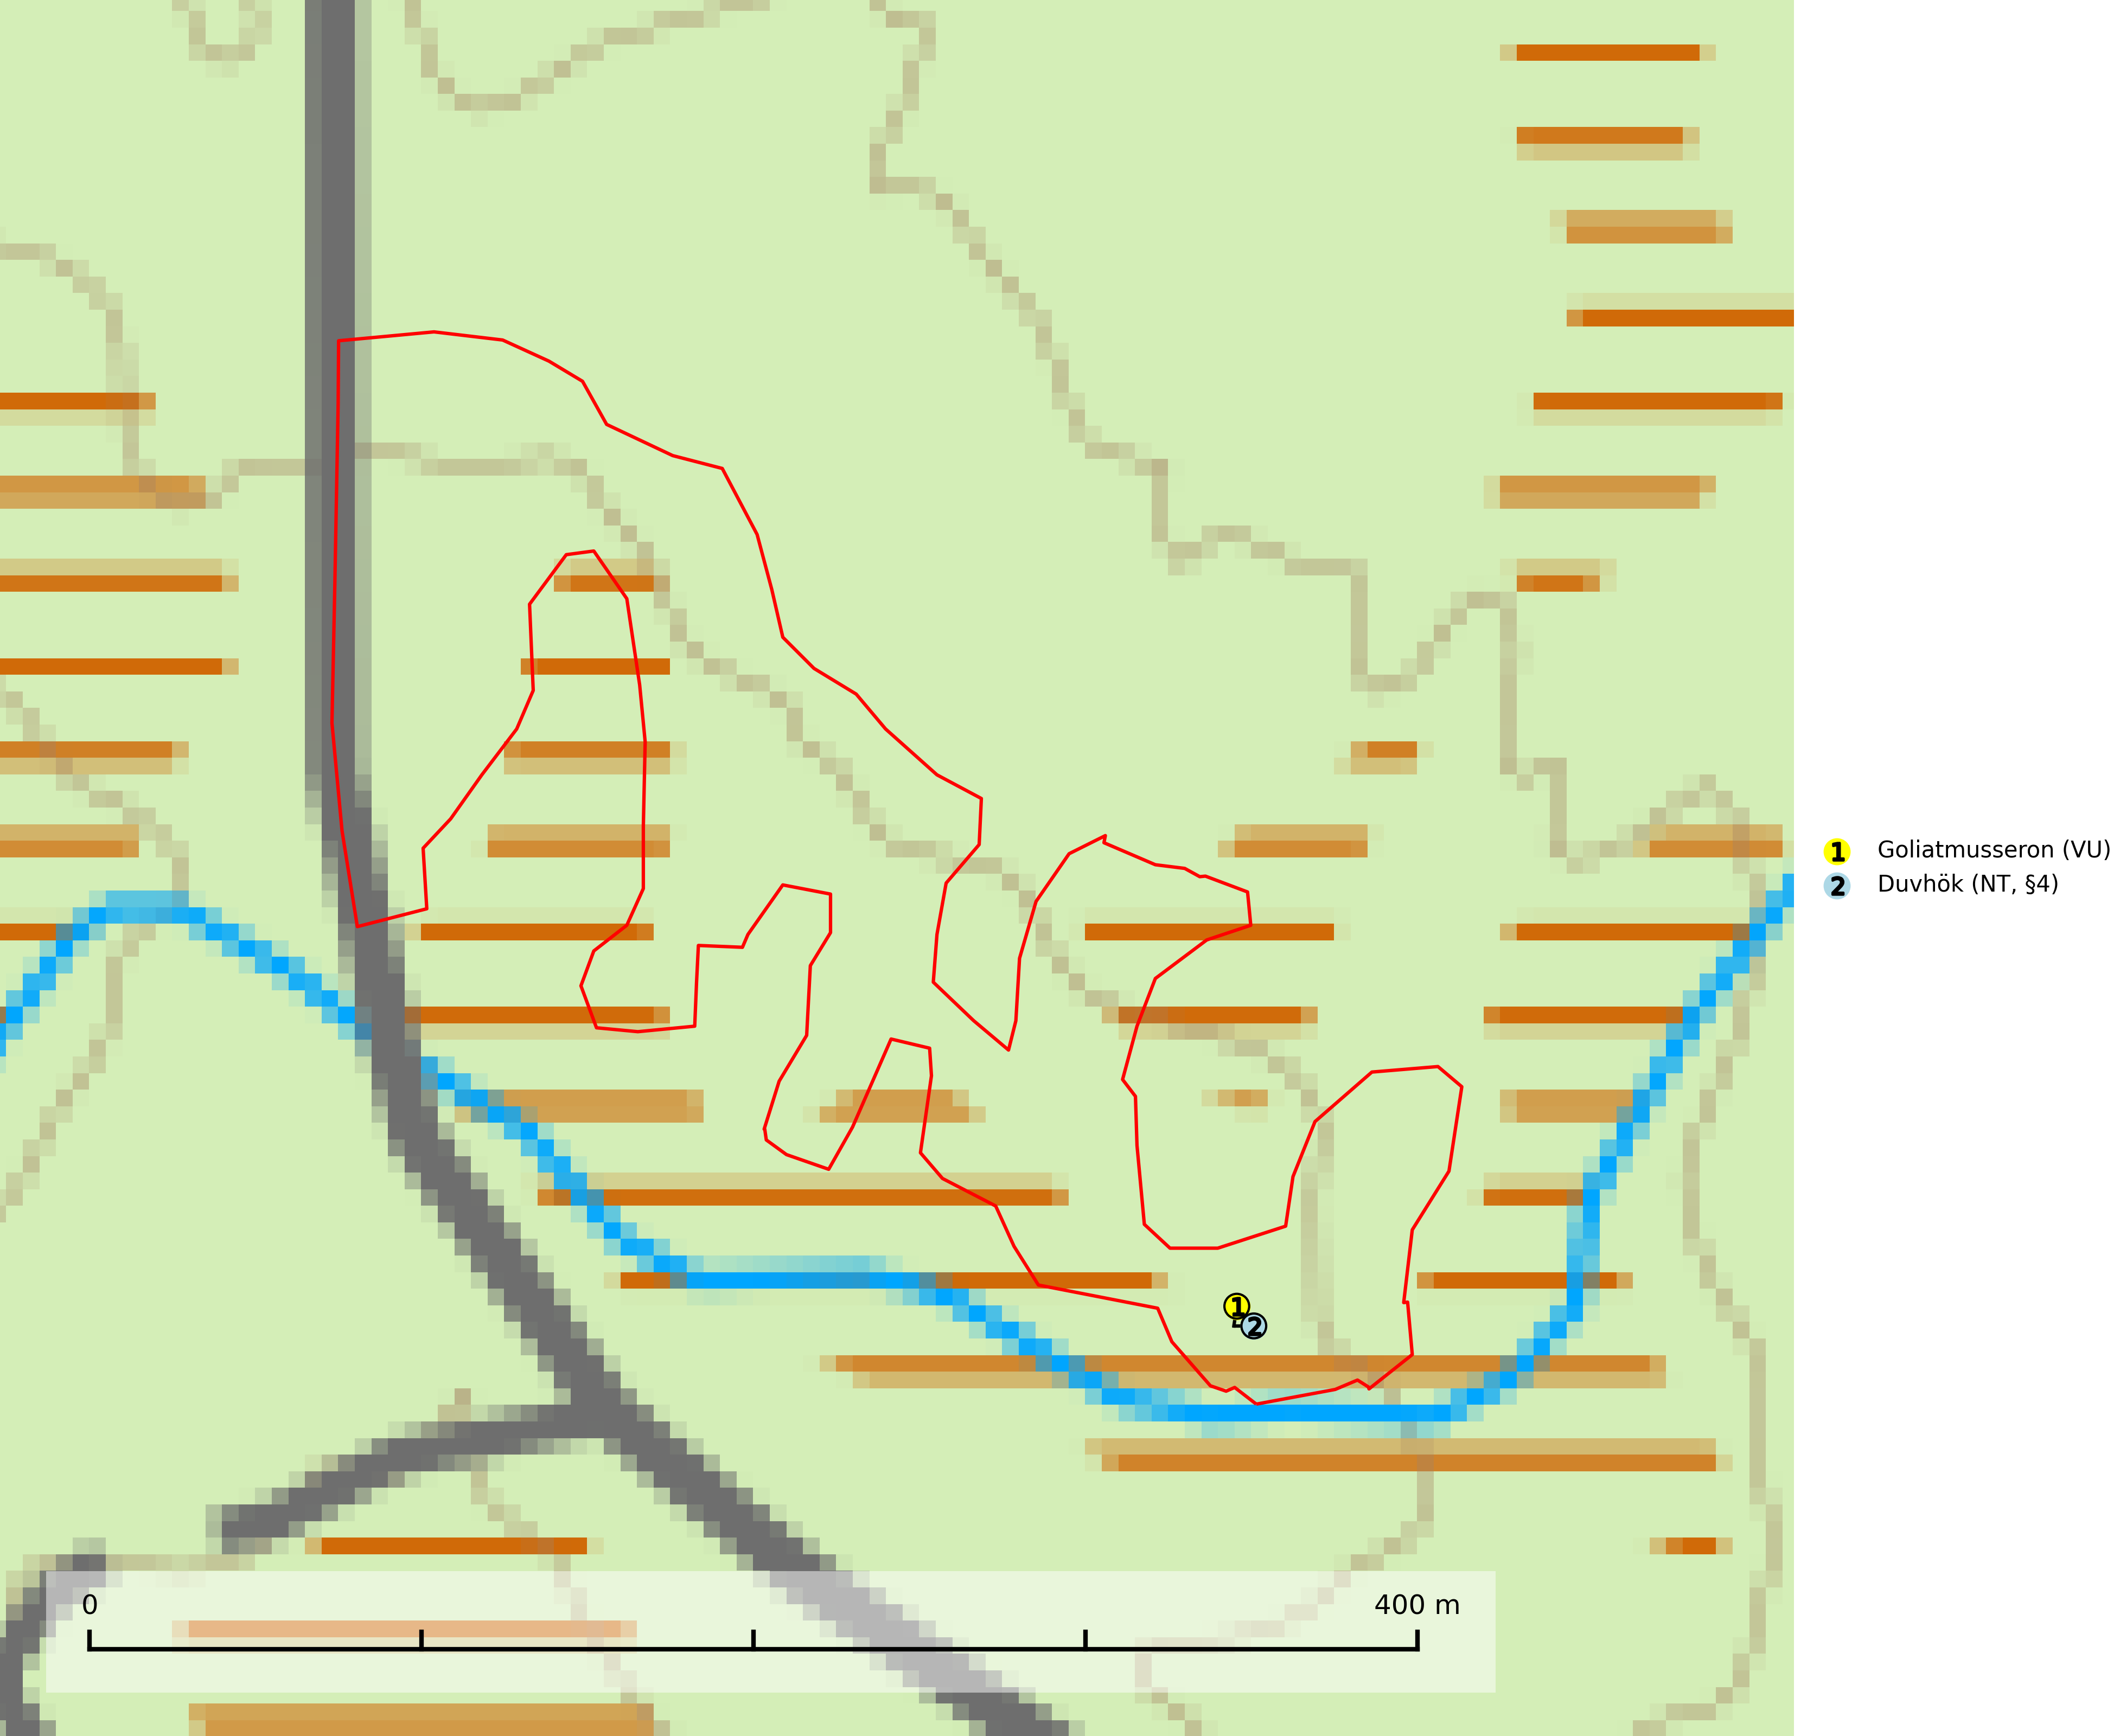 1 Goliatmusseron (VU)
2 Duvhök (NT, §4)
1
2
0 400 m